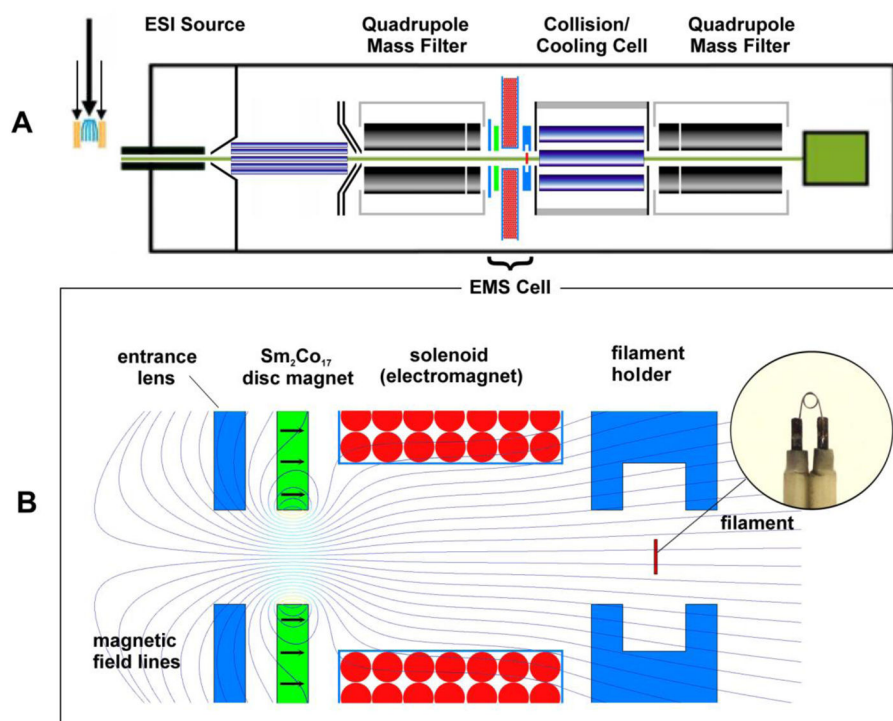 ESI Source
Quadrupole
Mass Filter
Collision/
Cooling Cell
Quadrupole
Mass Filter
A
EMS Cell
entrance
lens
Sm₂Co₁₇
disc magnet
solenoid
(electromagnet)
filament
holder
B
filament
magnetic
field lines